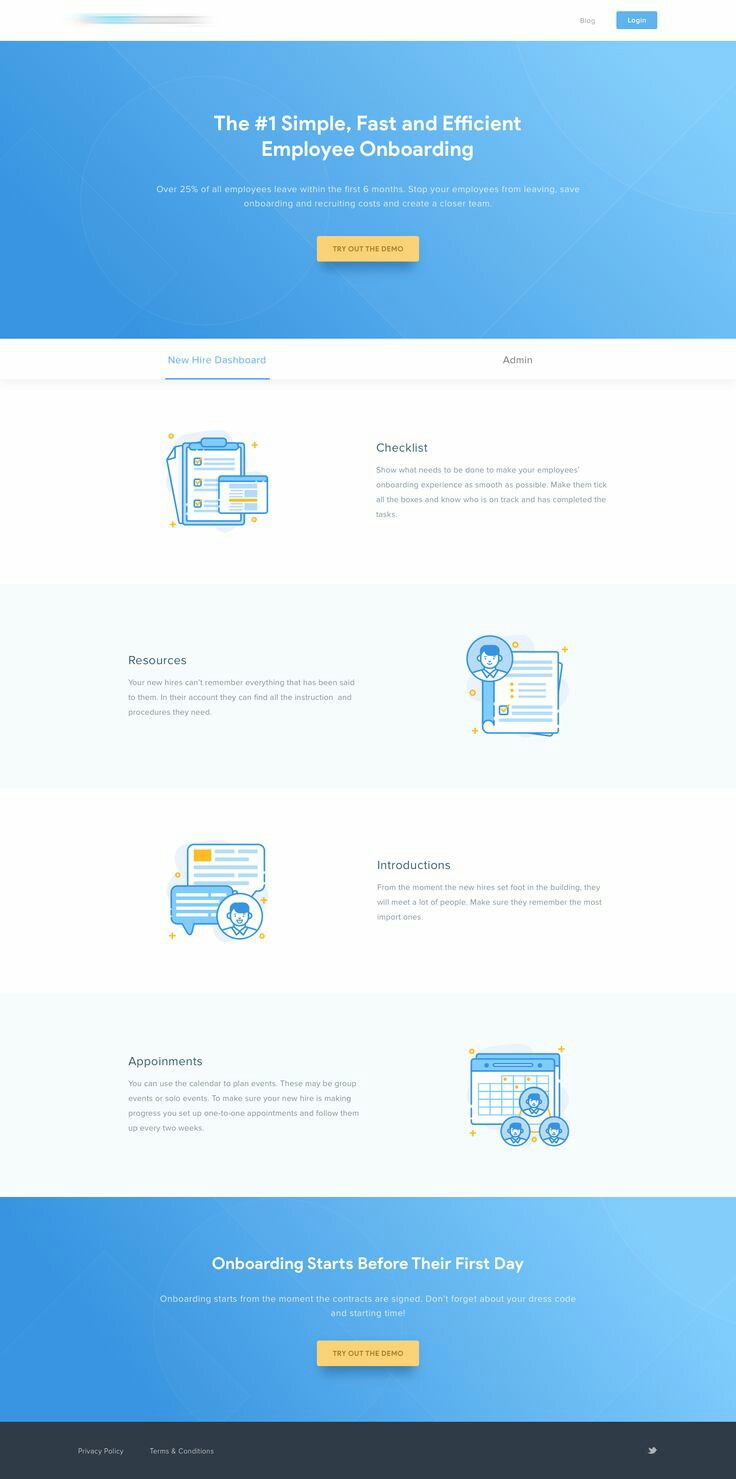 Blog
Login
The #1 Simple, Fast and Efficient
Employee Onboarding
Over 25% of all employees leave within the first 6 months. Stop your employees from leaving, save
onboarding and recruiting costs and create a closer team.
TRY OUT THE DEMO
New Hire Dashboard
Admin
Checklist
Show what needs to be done to make your employees'
onboarding experience as smooth as possible. Make them tick
all the boxes and know who is on track and has completed the
tasks.
Resources
Your new hires can't remember everything that has been said
to them. In their account they can find all the instruction and
procedures they need.
Introductions
From the moment the new hires set foot in the building, they
will meet a lot of people. Make sure they remember the most
import ones.
Appoinments
You can use the calendar to plan events. These may be group
events or solo events. To make sure your new hire is making
progress you set up one-to-one appointments and follow them
up every two weeks.
Onboarding Starts Before Their First Day
Onboarding starts from the moment the contracts are signed. Don't forget about your dress code
and starting time!
TRY OUT THE DEMO
Privacy Policy
Terms & Conditions